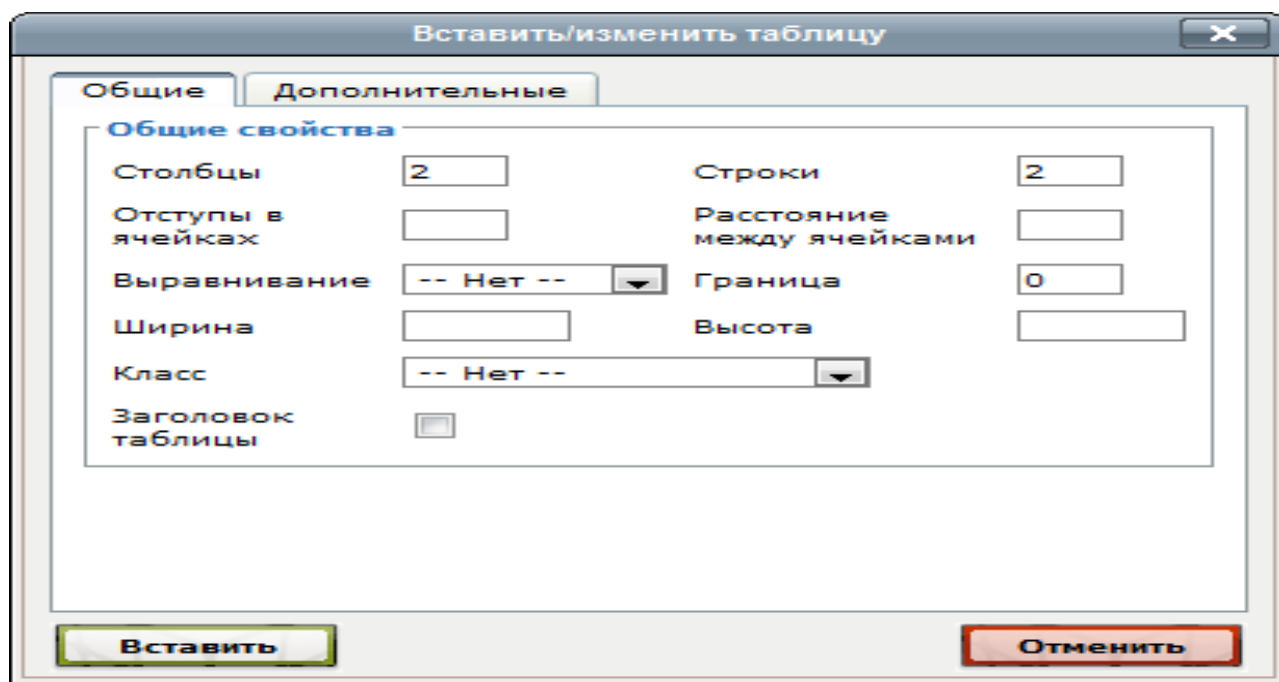 Вставить/изменить таблицу
Общие Дополнительные
Общие свойства
Столбцы 2 Строки 2
Отступы в
ячейках
Расстояние
между ячейками
Выравнивание -- Нет -- Граница 0
Ширина Высота
Класс -- Нет --
Заголовок
таблицы
Вставить Отменить